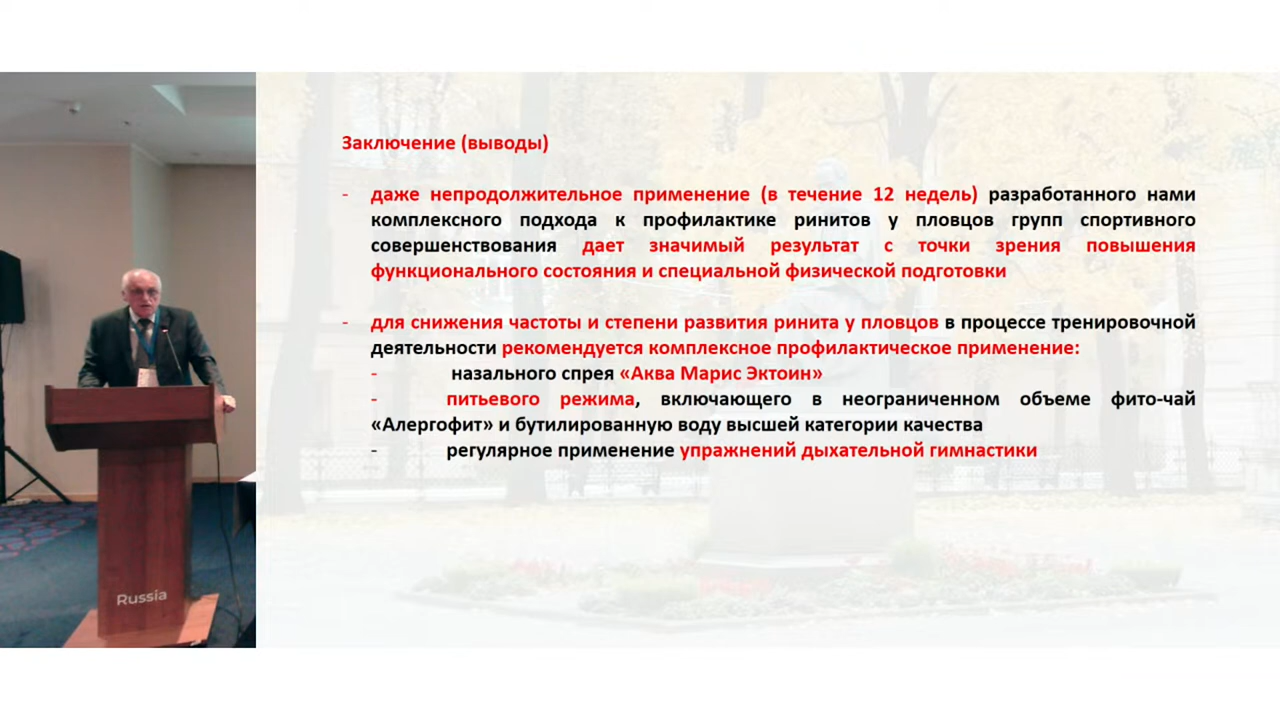 Заключение (выводы)
- даже непродолжительное применение (в течение 12 недель) разработанного нами
комплексного подхода к профилактике ринитов у пловцов групп спортивного
совершенствования дает значимый результат с точки зрения повышения
функционального состояния и специальной физической подготовки
- для снижения частоты и степени развития ринита у пловцов в процессе тренировочной
деятельности рекомендуется комплексное профилактическое применение:
- назального спрея «Аква Марис Эктоин»
- питьевого режима, включающего в неограниченном объеме фито-чай
«Алергофит» и бутилированную воду высшей категории качества
- регулярное применение упражнений дыхательной гимнастики
Russia